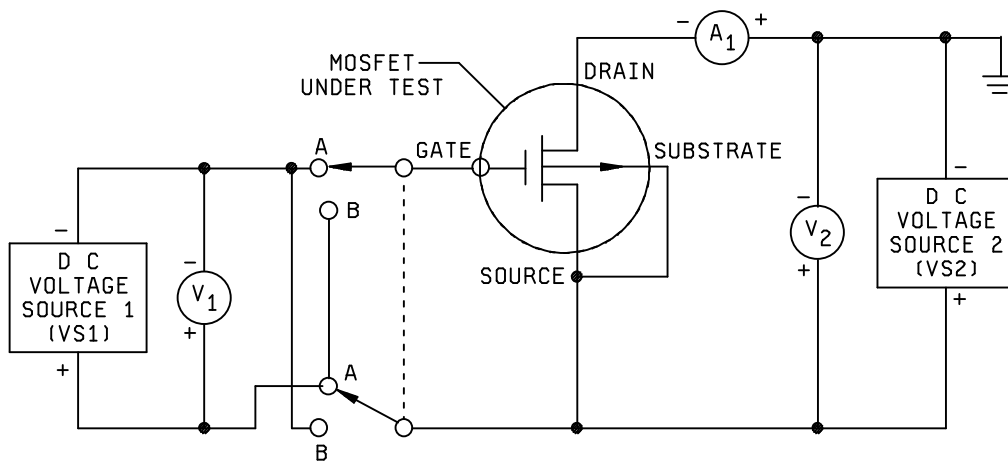 - A1 +
MOSFET
UNDER TEST
DRAIN
A
GATE
SUBSTRATE
B
-
D C
VOLTAGE
SOURCE 1
(VS1)
+
-
V1
+
SOURCE
-
V2
+
-
D C
VOLTAGE
SOURCE 2
(VS2)
+
A
B